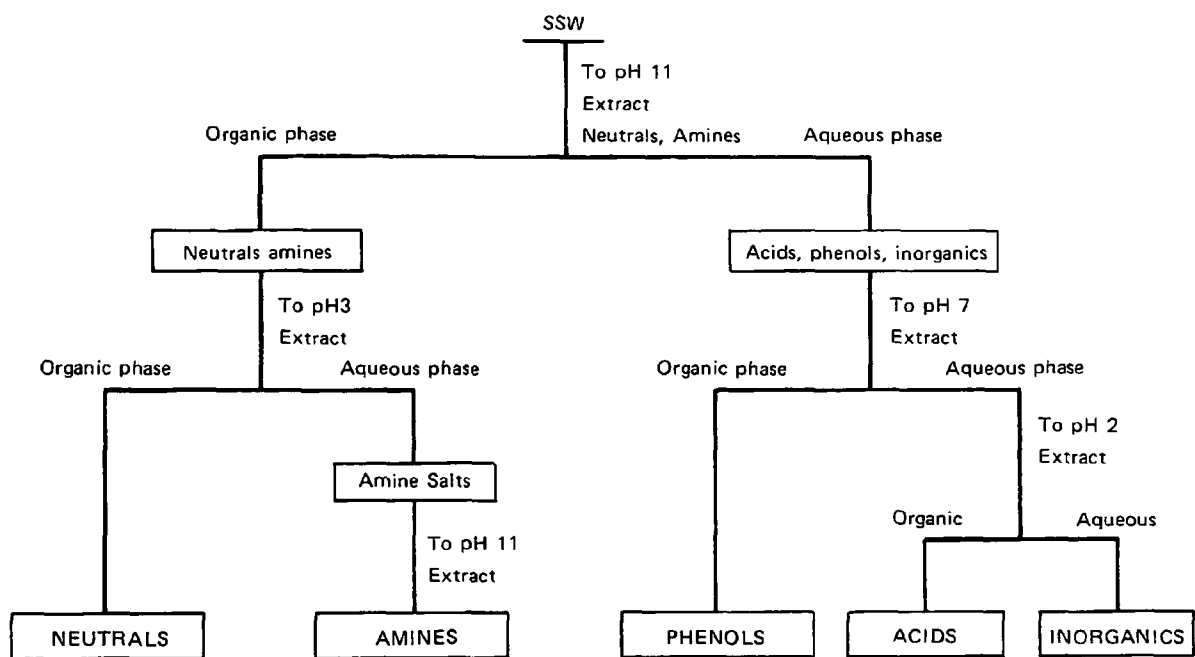 SSW
To pH 11
Extract
Neutrals, Amines
Organic phase
Aqueous phase
Neutrals amines
Acids, phenols, inorganics
To pH3
Extract
To pH 7
Extract
Organic phase
Aqueous phase
Organic phase
Aqueous phase
To pH 2
Extract
Amine Salts
Organic
Aqueous
To pH 11
Extract
NEUTRALS
AMINES
PHENOLS
ACIDS
INORGANICS